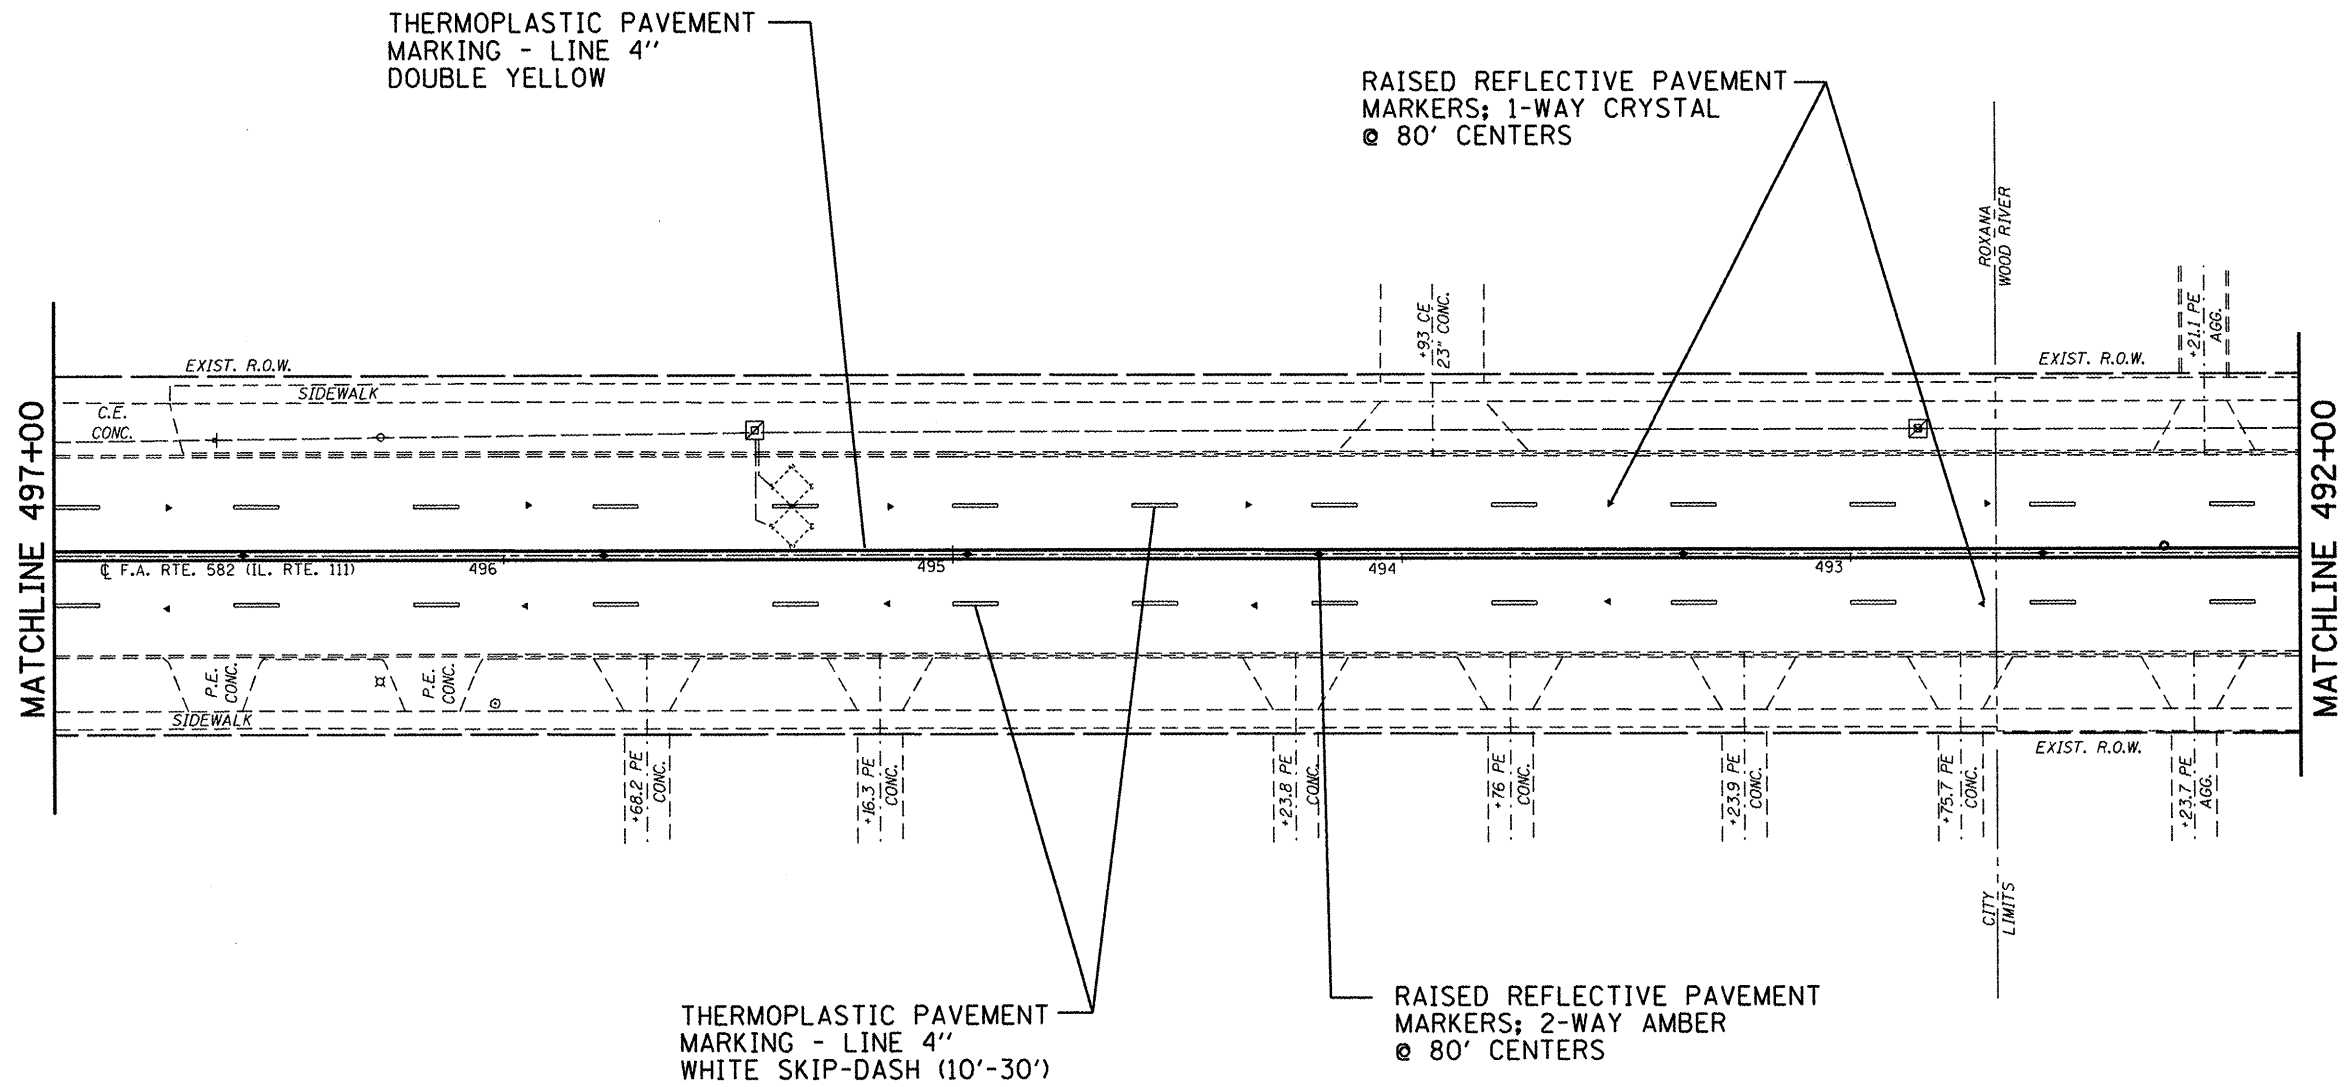 THERMOPLASTIC PAVEMENT
MARKING - LINE 4"
DOUBLE YELLOW
RAISED REFLECTIVE PAVEMENT
MARKERS; 1-WAY CRYSTAL
@ 80' CENTERS
ROXANA
WOOD RIVER
+93 CE
23" CONC.
+21.1 PE
AGG.
EXIST. R.O.W.
EXIST. R.O.W.
SIDEWALK
C.E.
CONC.
MATCHLINE 497+00
MATCHLINE 492+00
℄ F.A. RTE. 582 (IL. RTE. 111)
496
495
494
493
P.E.
CONC.
P.E.
CONC.
SIDEWALK
EXIST. R.O.W.
+68.2 PE
CONC.
+16.3 PE
CONC.
+23.8 PE
CONC.
+76 PE
CONC.
+23.9 PE
CONC.
+75.7 PE
CONC.
+23.7 PE
AGG.
CITY
LIMITS
THERMOPLASTIC PAVEMENT
MARKING - LINE 4"
WHITE SKIP-DASH (10'-30')
RAISED REFLECTIVE PAVEMENT
MARKERS; 2-WAY AMBER
@ 80' CENTERS